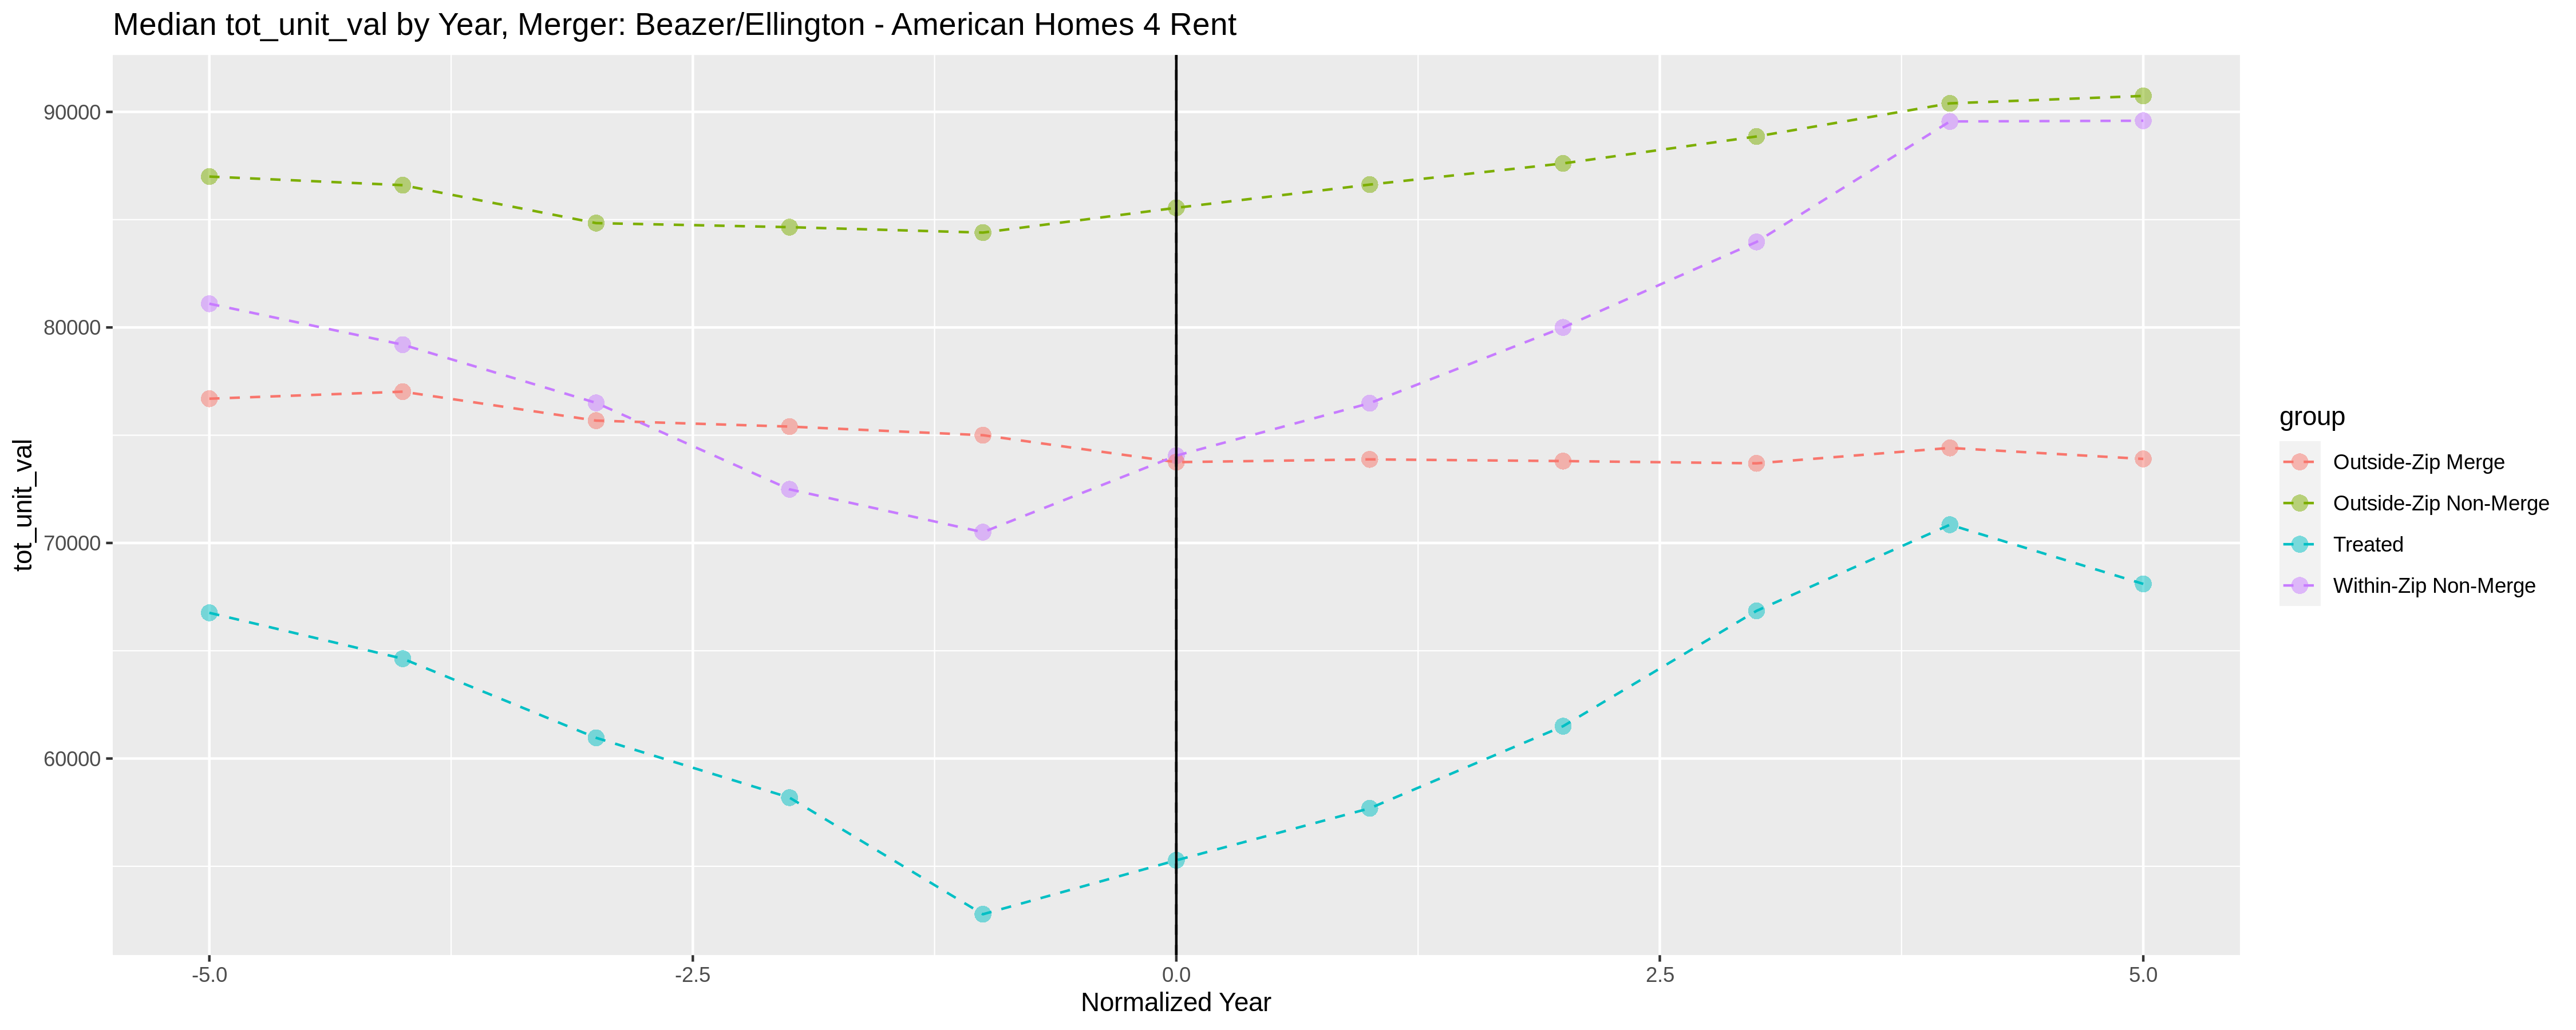 Median tot_unit_val by Year, Merger: Beazer/Ellington - American Homes 4 Rent
90000
80000
70000
60000
tot_unit_val
-5.0
-2.5
0.0
2.5
5.0
Normalized Year
group
Outside-Zip Merge
Outside-Zip Non-Merge
Treated
Within-Zip Non-Merge